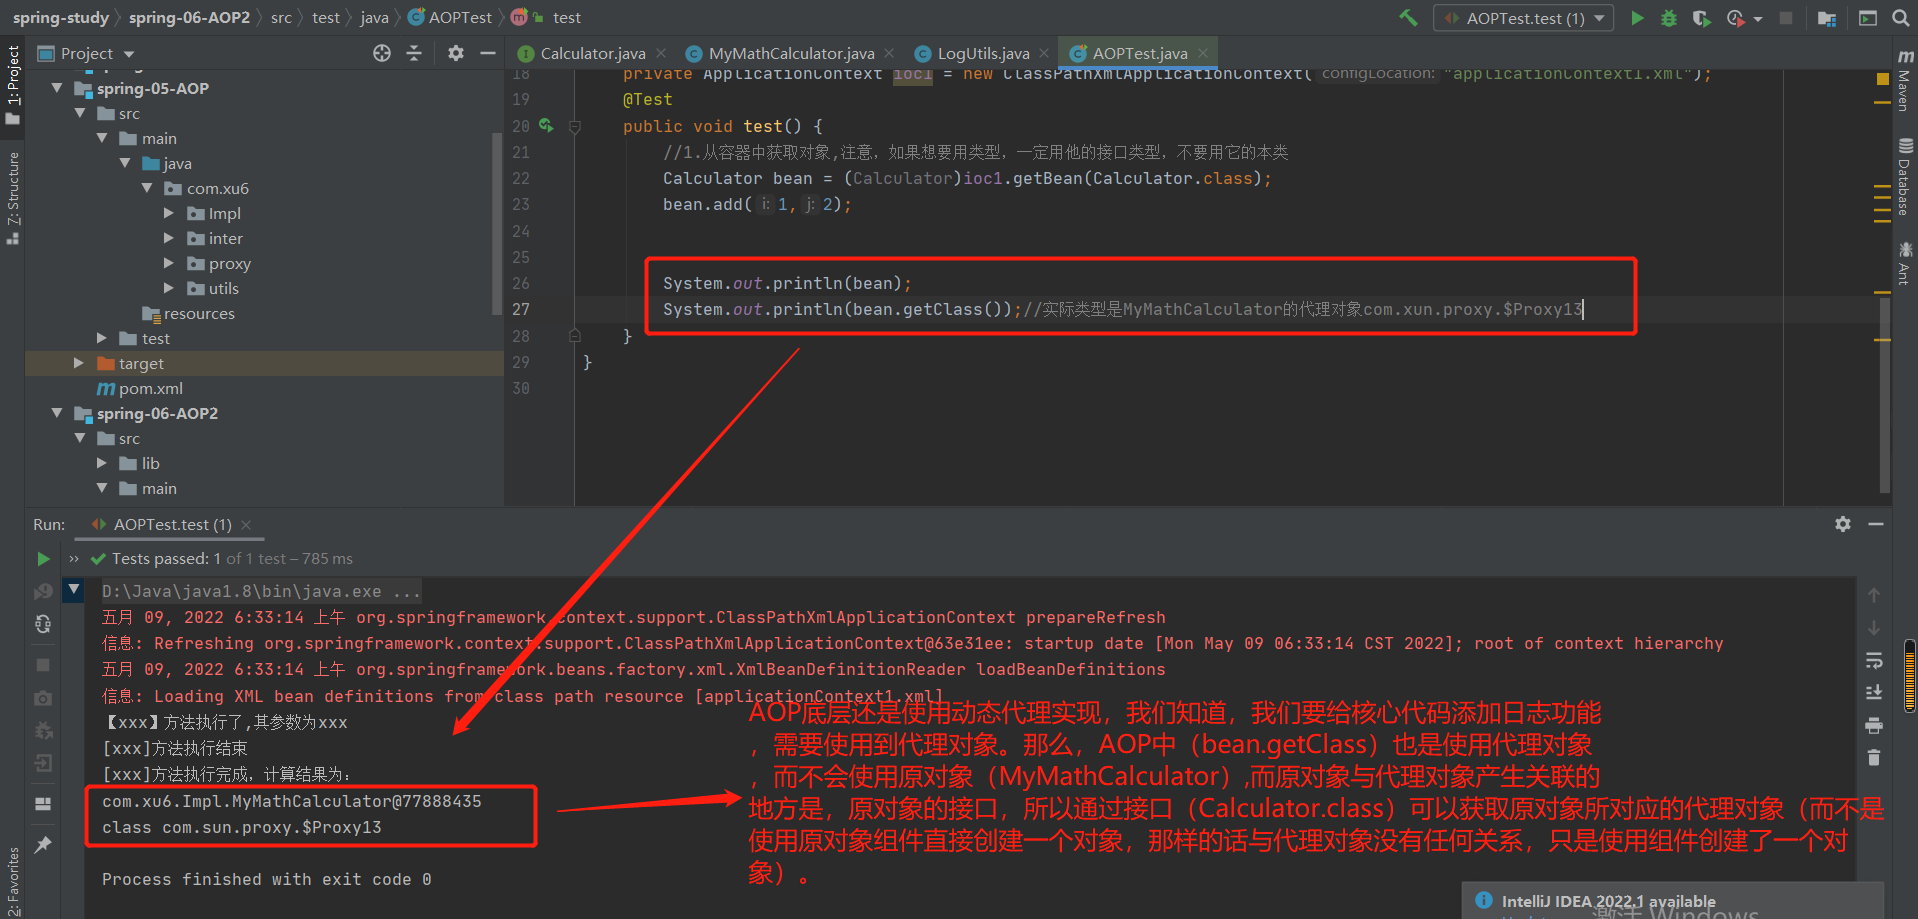 spring-study spring-06-AOP2 src test java AOPTest test
AOPTest.test (1)
Project
Calculator.java MyMathCalculator.java LogUtils.java AOPTest.java
1: Project
7: Structure
2: Favorites
Maven
Database
Ant
spring-05-AOP
src
main
java
com.xu6
Impl
inter
proxy
utils
resources
test
target
pom.xml
spring-06-AOP2
src
lib
main
18 private ApplicationContext ioc1 = new ClassPathXmlApplicationContext( configLocation: "applicationContext1.xml");
19 @Test
20 public void test() {
21 //1.从容器中获取对象,注意，如果想要用类型，一定用他的接口类型，不要用它的本类
22 Calculator bean = (Calculator)ioc1.getBean(Calculator.class);
23 bean.add( i: 1, j: 2);
24
25
26 System.out.println(bean);
27 System.out.println(bean.getClass());//实际类型是MyMathCalculator的代理对象com.xun.proxy.$Proxy13
28 }
29 }
30
Run: AOPTest.test (1)
Tests passed: 1 of 1 test – 785 ms
D:\Java\java1.8\bin\java.exe ...
五月 09, 2022 6:33:14 上午 org.springframework.context.support.ClassPathXmlApplicationContext prepareRefresh
信息: Refreshing org.springframework.context.support.ClassPathXmlApplicationContext@63e31ee: startup date [Mon May 09 06:33:14 CST 2022]; root of context hierarchy
五月 09, 2022 6:33:14 上午 org.springframework.beans.factory.xml.XmlBeanDefinitionReader loadBeanDefinitions
信息: Loading XML bean definitions from class path resource [applicationContext1.xml]
【xxx】方法执行了,其参数为xxx
[xxx]方法执行结束
[xxx]方法执行完成，计算结果为：
com.xu6.Impl.MyMathCalculator@77888435
class com.sun.proxy.$Proxy13
Process finished with exit code 0
AOP底层还是使用动态代理实现，我们知道，我们要给核心代码添加日志功能
，需要使用到代理对象。那么，AOP中（bean.getClass）也是使用代理对象
，而不会使用原对象（MyMathCalculator）,而原对象与代理对象产生关联的
地方是，原对象的接口，所以通过接口（Calculator.class）可以获取原对象所对应的代理对象（而不是
使用原对象组件直接创建一个对象，那样的话与代理对象没有任何关系，只是使用组件创建了一个对
象）。
IntelliJ IDEA 2022.1 available
激活 Windows